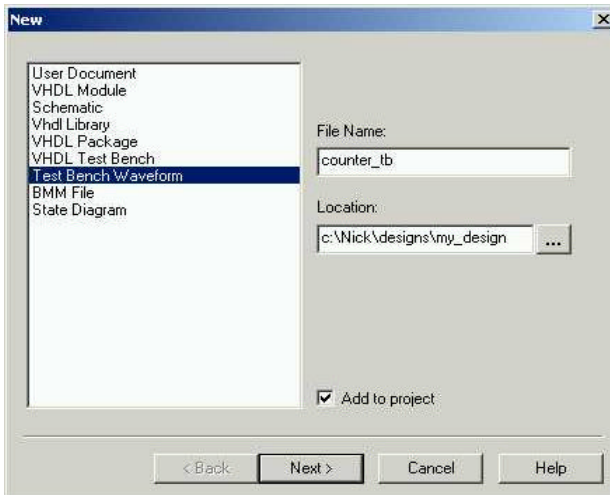 New
User Document
VHDL Module
Schematic
Vhdl Library
VHDL Package
VHDL Test Bench
Test Bench Waveform
BMM File
State Diagram
File Name:
counter_tb
Location:
c:\Nick\designs\my_design
...
Add to project
< Back
Next >
Cancel
Help